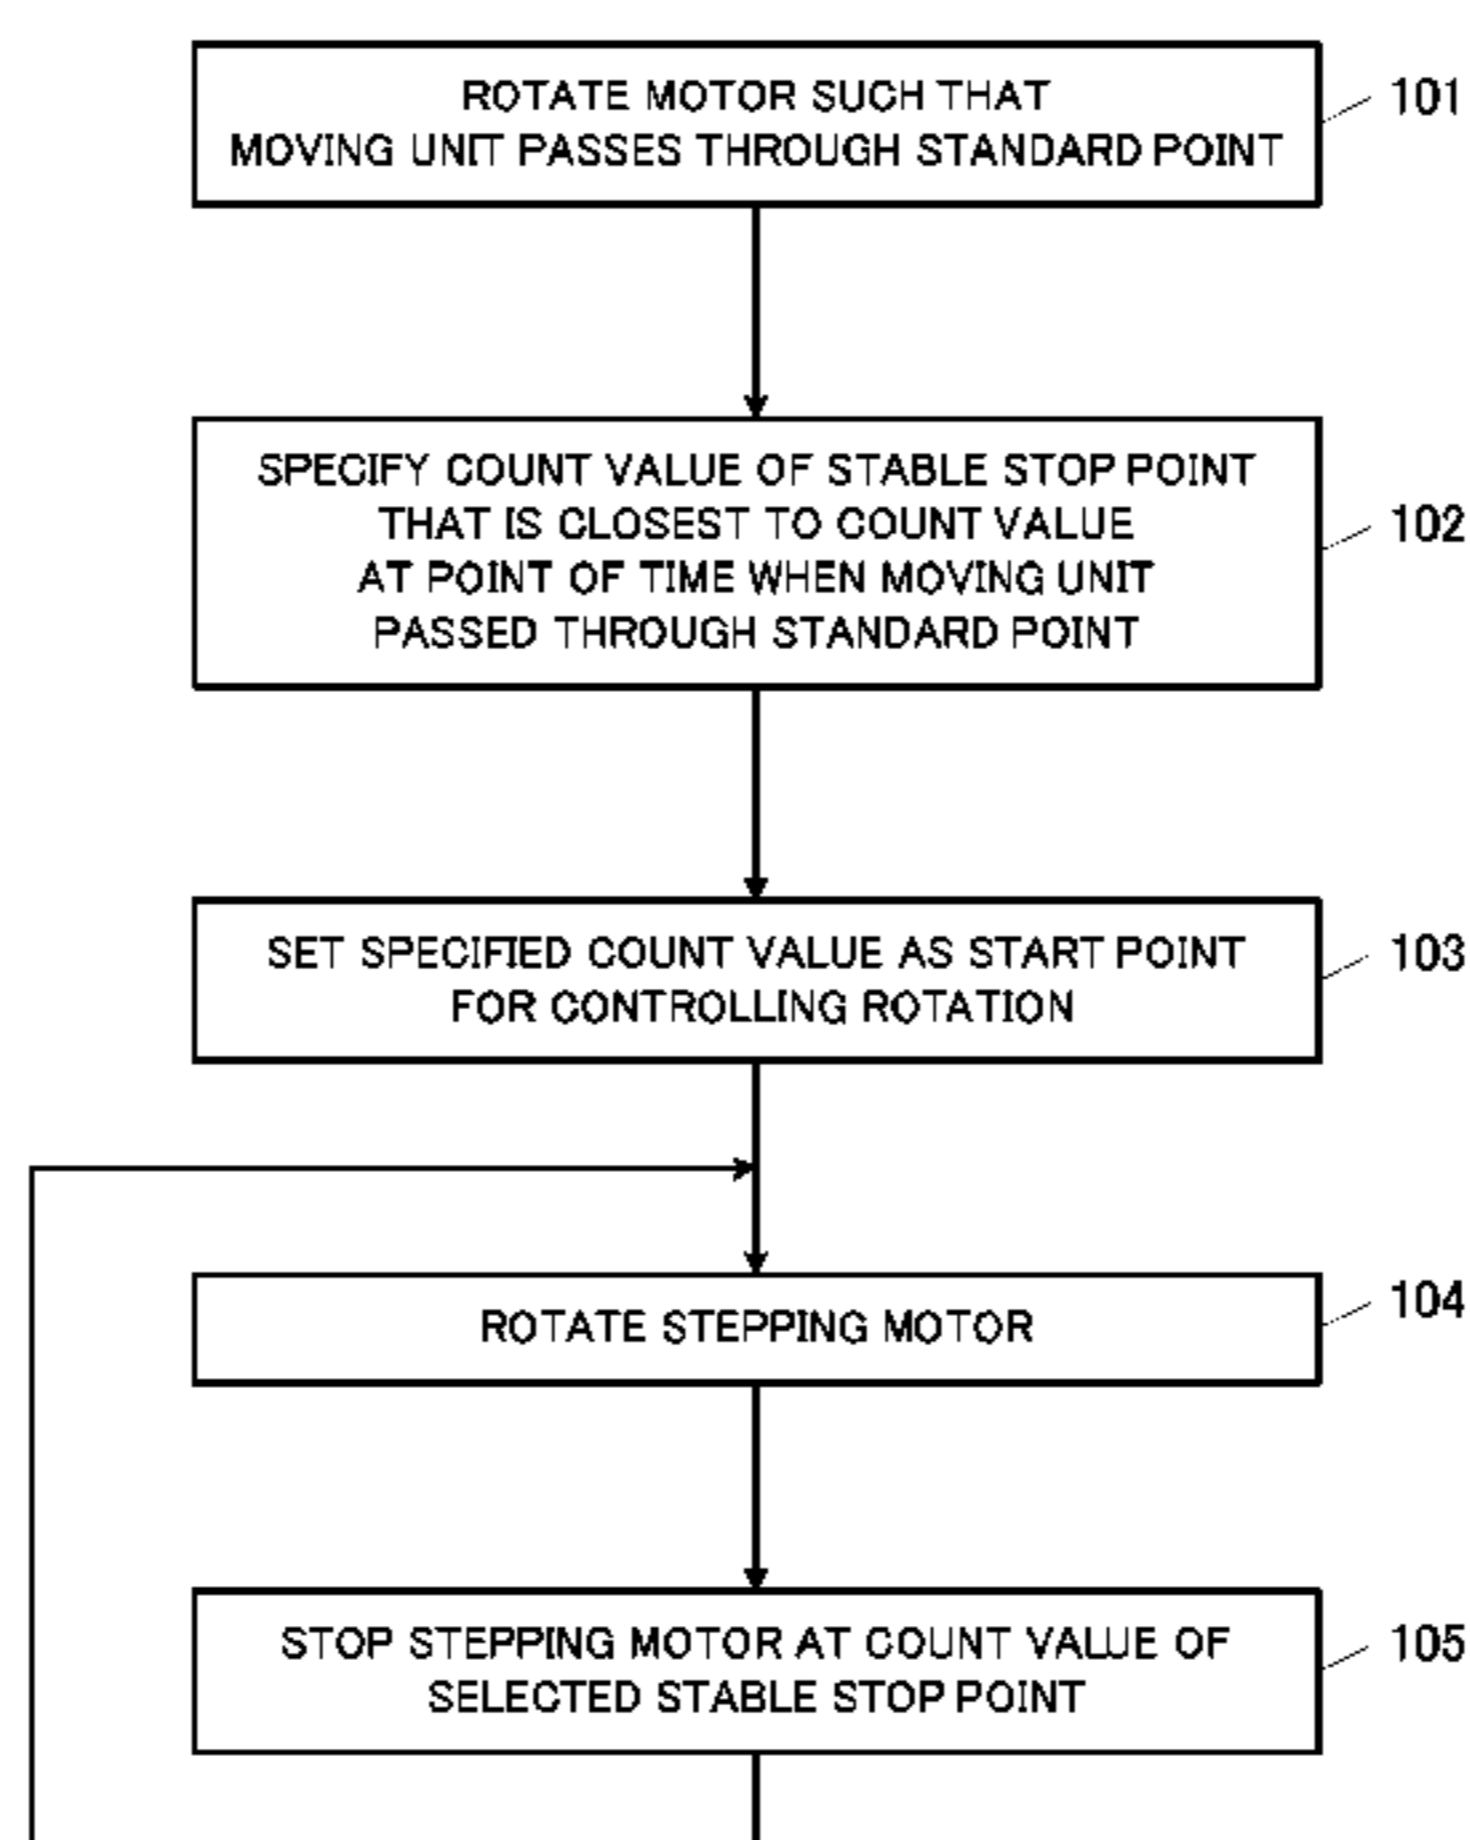 ROTATE MOTOR SUCH THAT
MOVING UNIT PASSES THROUGH STANDARD POINT
101
SPECIFY COUNT VALUE OF STABLE STOP POINT
THAT IS CLOSEST TO COUNT VALUE
AT POINT OF TIME WHEN MOVING UNIT
PASSED THROUGH STANDARD POINT
102
SET SPECIFIED COUNT VALUE AS START POINT
FOR CONTROLLING ROTATION
103
ROTATE STEPPING MOTOR
104
STOP STEPPING MOTOR AT COUNT VALUE OF
SELECTED STABLE STOP POINT
105